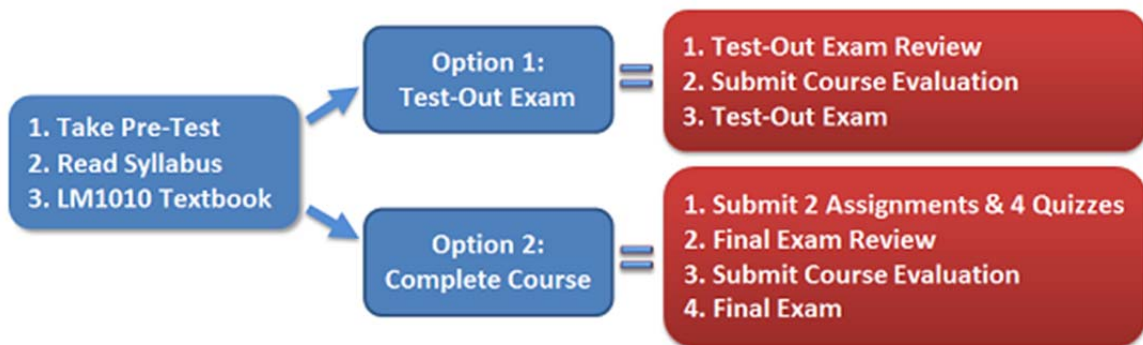 1. Take Pre-Test
2. Read Syllabus
3. LM1010 Textbook
Option 1:
Test-Out Exam
=
1. Test-Out Exam Review
2. Submit Course Evaluation
3. Test-Out Exam
Option 2:
Complete Course
=
1. Submit 2 Assignments & 4 Quizzes
2. Final Exam Review
3. Submit Course Evaluation
4. Final Exam